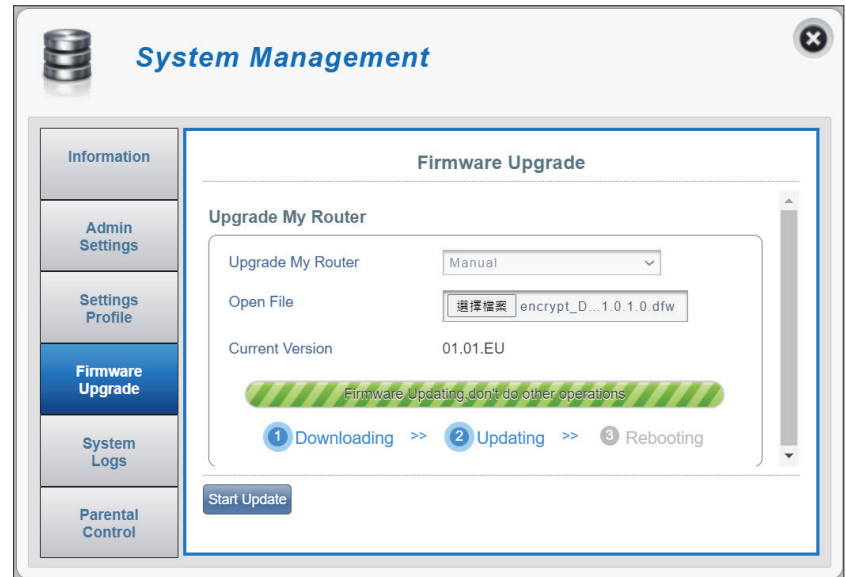 System Management
Information
Admin
Settings
Settings
Profile
Firmware
Upgrade
System
Logs
Parental
Control
Firmware Upgrade
Upgrade My Router
Upgrade My Router
Manual
Open File
選擇檔案 encrypt_D...1.0.1.0.dfw
Current Version
01.01.EU
Firmware Updating,don't do other operations
1 Downloading >> 2 Updating >> 3 Rebooting
Start Update